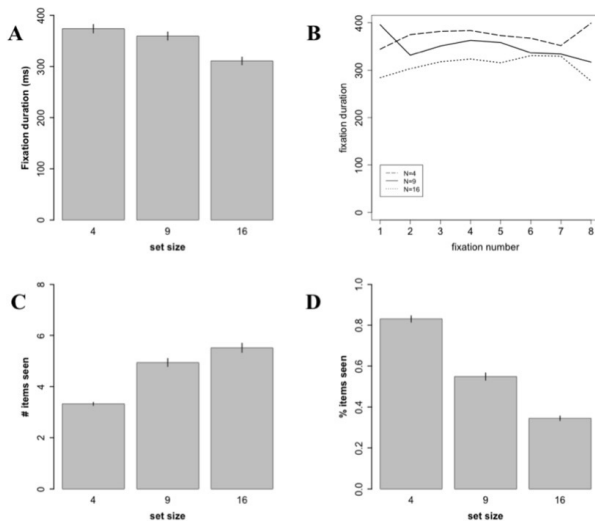 A
Fixation duration (ms)
0 100 200 300 400
4 9 16
set size
B
fixation duration
0 100 200 300 400
N=4
N=9
N=16
1 2 3 4 5 6 7 8
fixation number
C
# items seen
0 2 4 6 8
4 9 16
set size
D
% items seen
0.0 0.2 0.4 0.6 0.8 1.0
4 9 16
set size